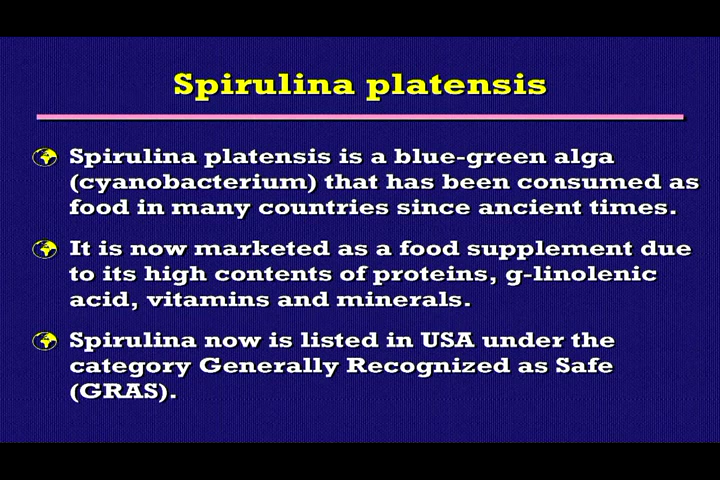 Spirulina platensis
Spirulina platensis is a blue-green alga
(cyanobacterium) that has been consumed as
food in many countries since ancient times.
It is now marketed as a food supplement due
to its high contents of proteins, g-linolenic
acid, vitamins and minerals.
Spirulina now is listed in USA under the
category Generally Recognized as Safe
(GRAS).